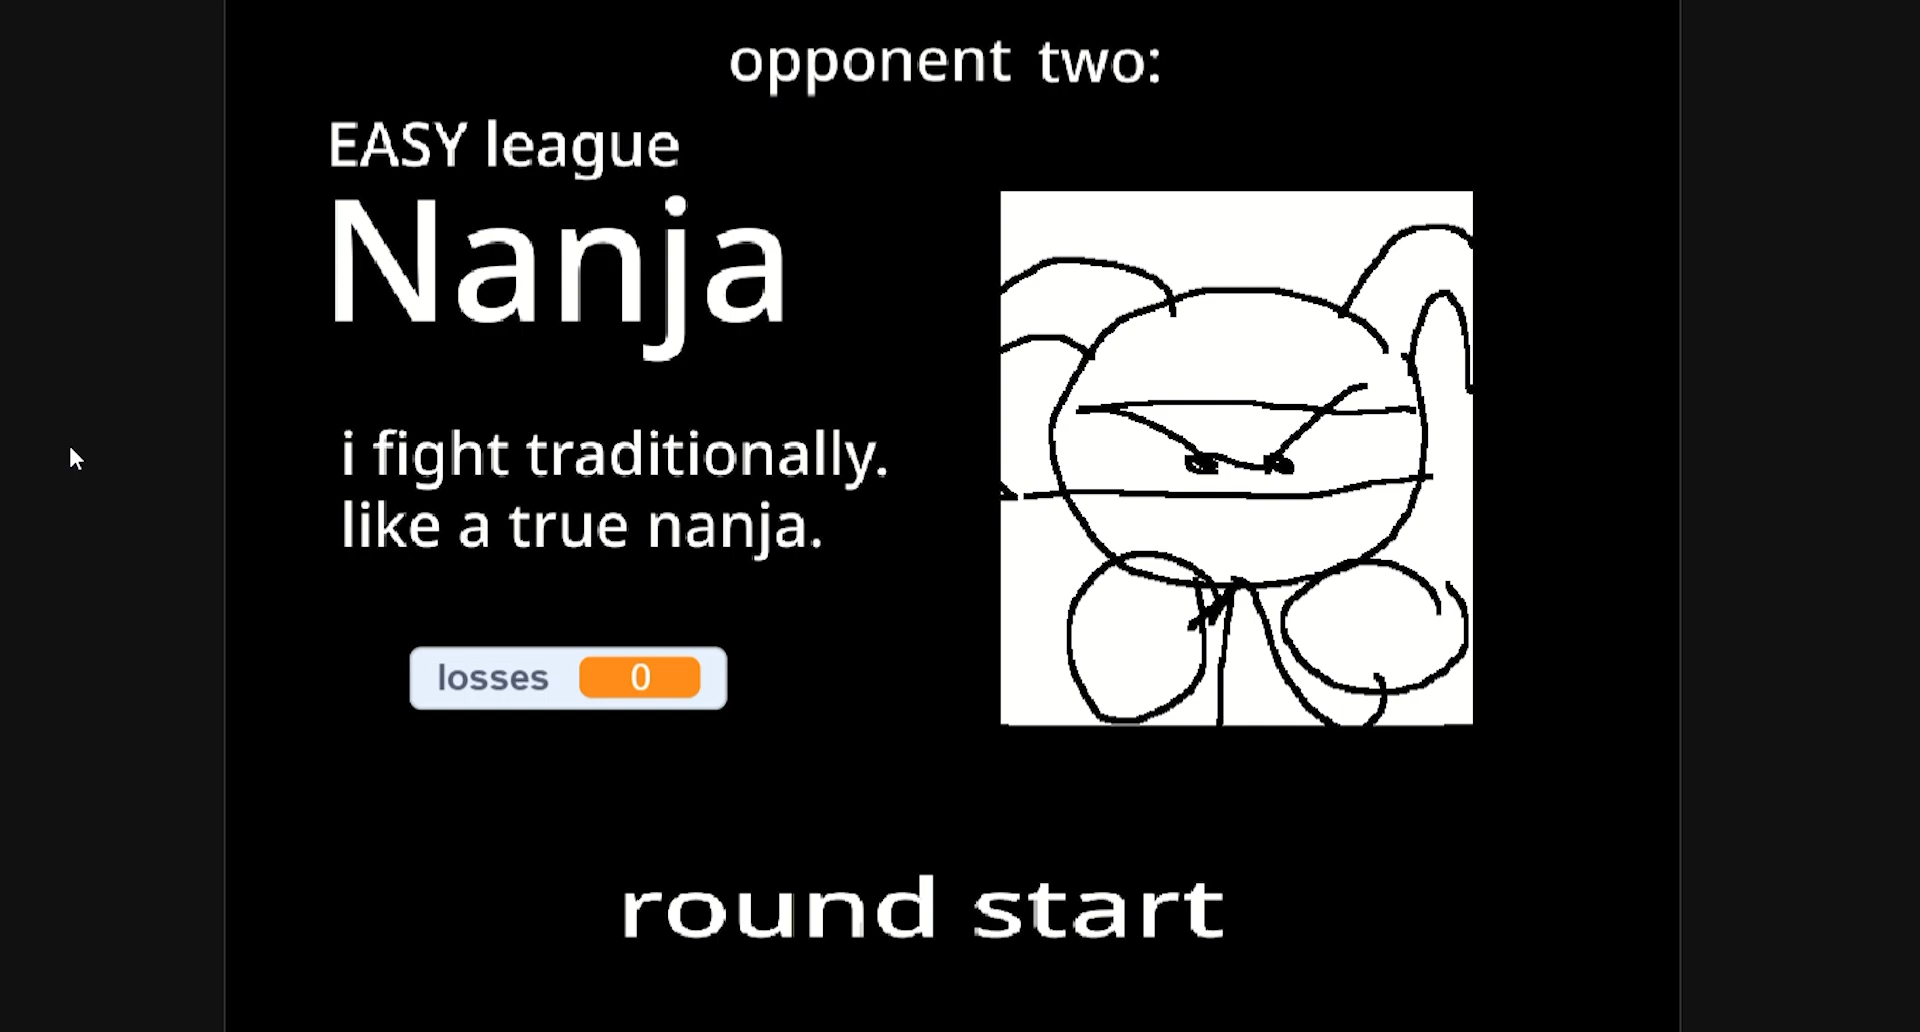 opponent two:
EASY league
Nanja
i fight traditionally.
like a true nanja.
losses 0
round start